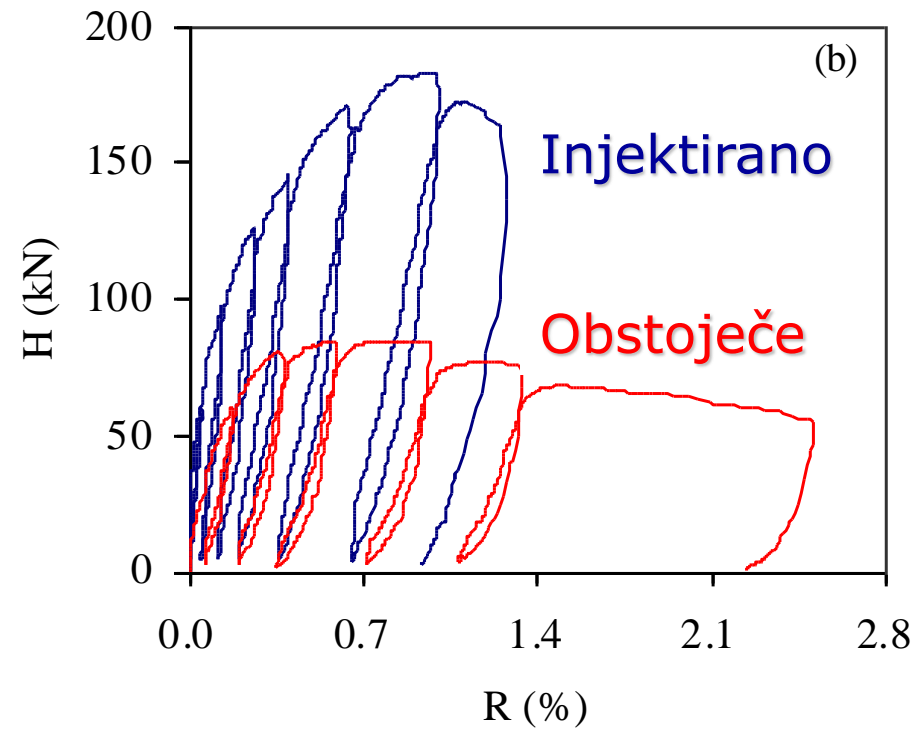 200
(b)
Injektirano
150
H (kN)
100
Obstoječe
50
0
0.0 0.7 1.4 2.1 2.8
R (%)